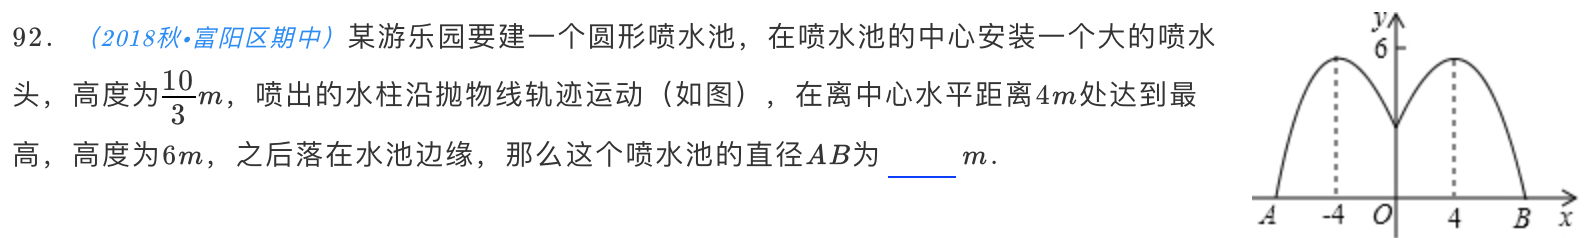 92. （2018秋•富阳区期中）某游乐园要建一个圆形喷水池，在喷水池的中心安装一个大的喷水
头，高度为10/3m，喷出的水柱沿抛物线轨迹运动（如图），在离中心水平距离4m处达到最
高，高度为6m，之后落在水池边缘，那么这个喷水池的直径AB为 ____ m.
y
6
A -4 O 4 B x